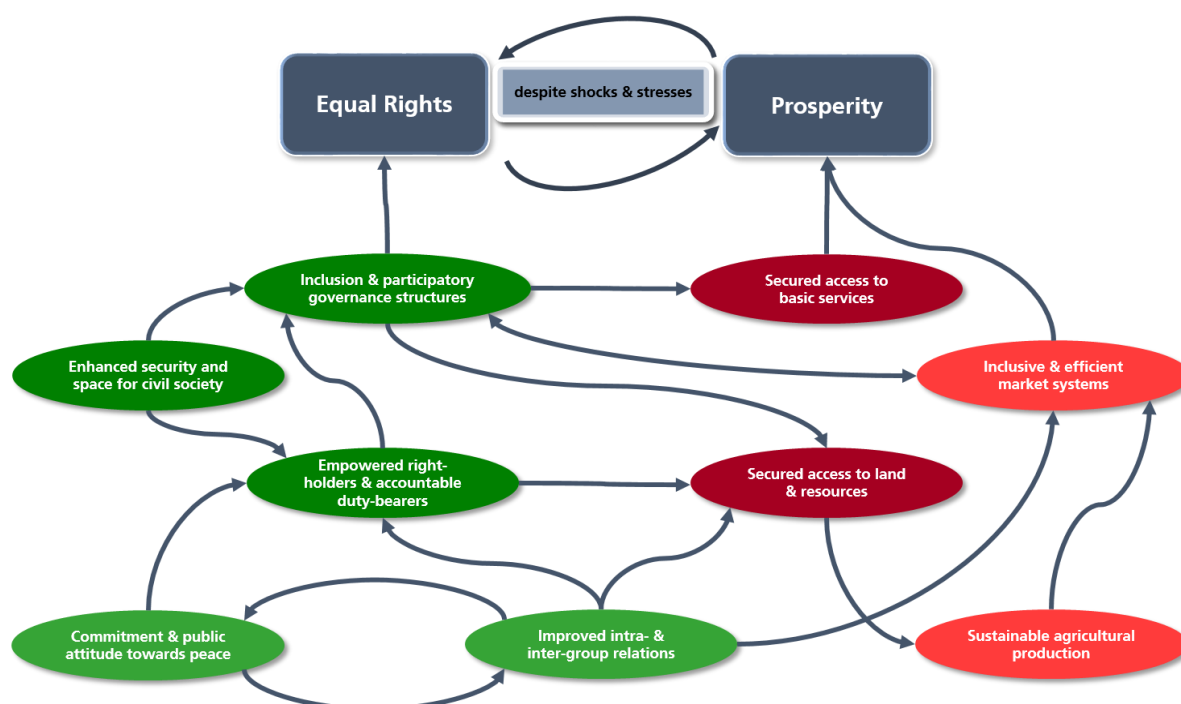 Equal Rights
despite shocks & stresses
Prosperity
Inclusion & participatory
governance structures
Secured access to
basic services
Enhanced security and
space for civil society
Inclusive & efficient
market systems
Empowered right-
holders & accountable
duty-bearers
Secured access to land
& resources
Commitment & public
attitude towards peace
Improved intra- &
inter-group relations
Sustainable agricultural
production